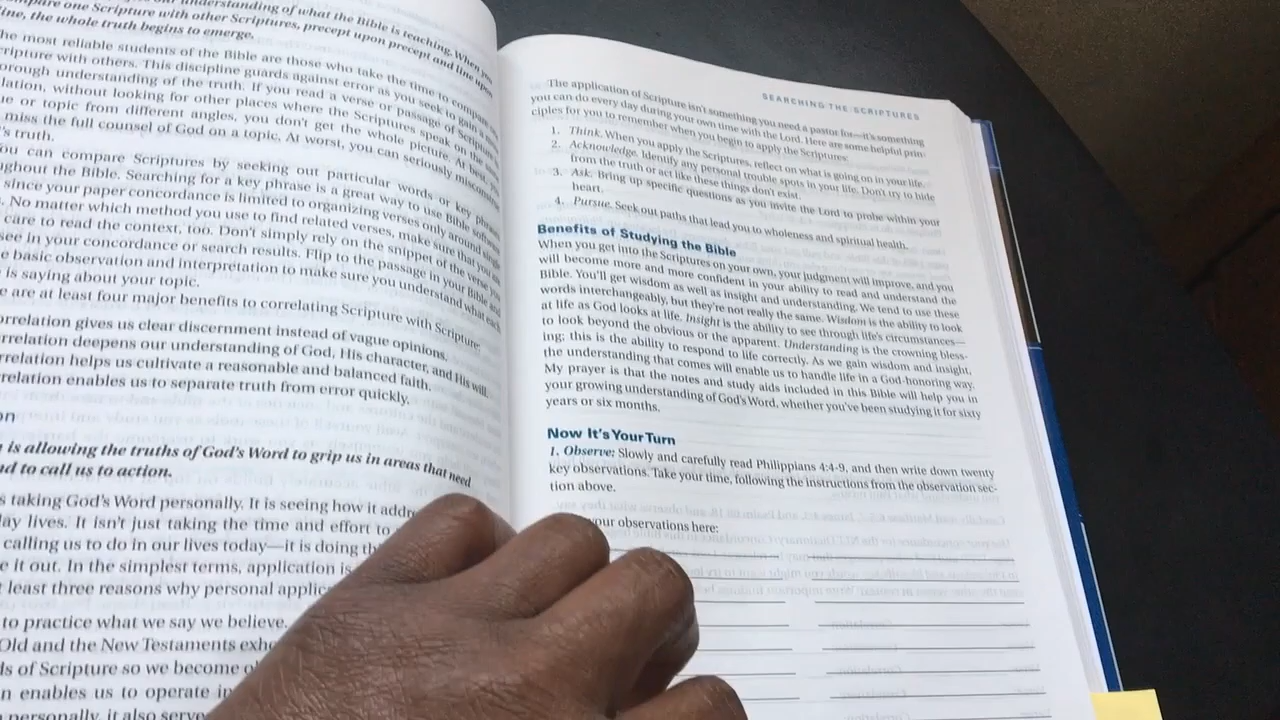 our understanding of what the Bible is teaching. When you
mpare one Scripture with other Scriptures, precept upon precept and line upon
line, the whole truth begins to emerge.
he most reliable students of the Bible are those who take the time to compare
cripture with others. This discipline guards against error as you seek to gain a
orough understanding of the truth. If you read a verse or passage of Scripture
lation, without looking for other places where the Scriptures speak on the
ue or topic from different angles, you don't get the whole picture. At best, you
miss the full counsel of God on a topic. At worst, you can seriously misconstrue
's truth.
ou can compare Scriptures by seeking out particular words or key phrases
ughout the Bible. Searching for a key phrase is a great way to use Bible software
since your paper concordance is limited to organizing verses only around single
. No matter which method you use to find related verses, make sure that you
care to read the context, too. Don't simply rely on the snippet of the verse you
see in your concordance or search results. Flip to the passage in your Bible and
e basic observation and interpretation to make sure you understand what each
is saying about your topic.
e are at least four major benefits to correlating Scripture with Scripture:
rrelation gives us clear discernment instead of vague opinions.
rrelation deepens our understanding of God, His character, and His will.
rrelation helps us cultivate a reasonable and balanced faith.
relation enables us to separate truth from error quickly.
on
is allowing the truths of God's Word to grip us in areas that need
nd to call us to action.
s taking God's Word personally. It is seeing how it addr
lay lives. It isn't just taking the time and effort to
calling us to do in our lives today—it is doing th
e it out. In the simplest terms, application is
t least three reasons why personal applic
to practice what we say we believe.
Old and the New Testaments exho
ds of Scripture so we become o
n enables us to operate in
personally, it also serve
SEARCHING THE SCRIPTURES
The application of Scripture isn't something you need a pastor for—it's something
you can do every day during your own time with the Lord. Here are some helpful prin-
ciples for you to remember when you begin to apply the Scriptures:
1. Think. When you apply the Scriptures, reflect on what is going on in your life.
2. Acknowledge. Identify any personal trouble spots in your life. Don't try to hide
from the truth or act like these things don't exist.
3. Ask. Bring up specific questions as you invite the Lord to probe within your
heart.
4. Pursue. Seek out paths that lead you to wholeness and spiritual health.
Benefits of Studying the Bible
When you get into the Scriptures on your own, your judgment will improve, and you
will become more and more confident in your ability to read and understand the
Bible. You'll get wisdom as well as insight and understanding. We tend to use these
words interchangeably, but they're not really the same. Wisdom is the ability to look
at life as God looks at life. Insight is the ability to see through life's circumstances—
to look beyond the obvious or the apparent. Understanding is the crowning bless-
ing; this is the ability to respond to life correctly. As we gain wisdom and insight,
the understanding that comes will enable us to handle life in a God-honoring way.
My prayer is that the notes and study aids included in this Bible will help you in
your growing understanding of God's Word, whether you've been studying it for sixty
years or six months.
Now It's Your Turn
1. Observe: Slowly and carefully read Philippians 4:4-9, and then write down twenty
key observations. Take your time, following the instructions from the observation sec-
tion above.
your observations here: